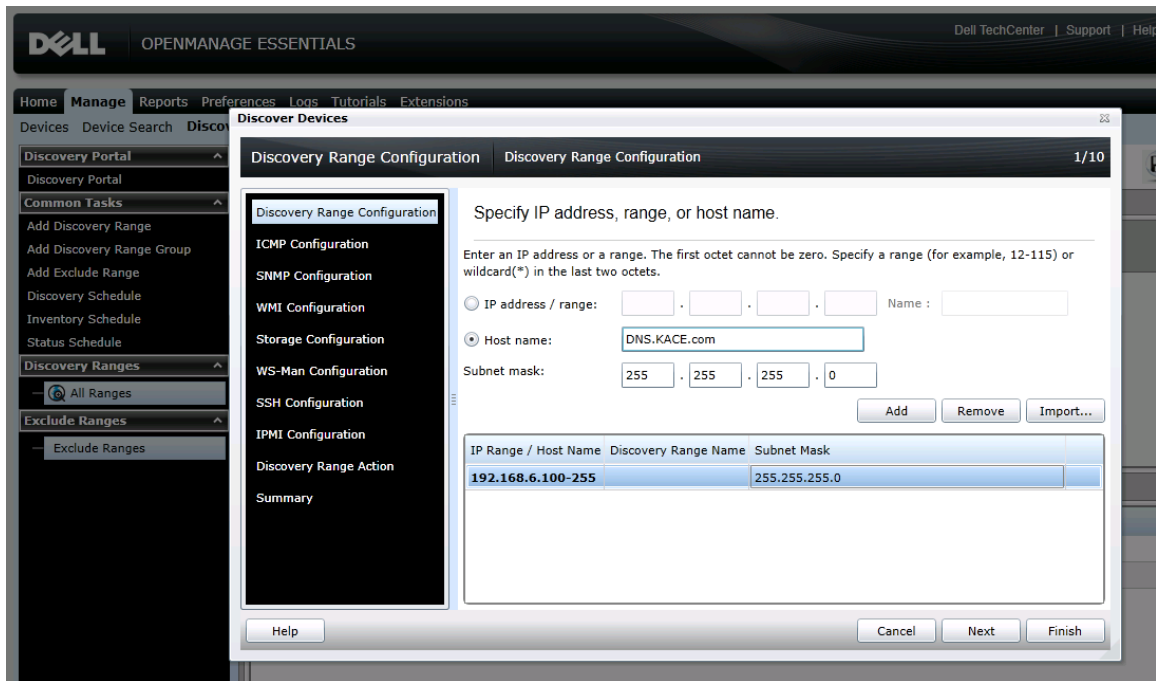 DELL OPENMANAGE ESSENTIALS
Dell TechCenter | Support | Help
Home Manage Reports Preferences Logs Tutorials Extensions
Devices Device Search
Discovery Portal
Discovery Portal
Common Tasks
Add Discovery Range
Add Discovery Range Group
Add Exclude Range
Discovery Schedule
Inventory Schedule
Status Schedule
Discovery Ranges
All Ranges
Exclude Ranges
Exclude Ranges
Discover Devices
Discovery Range Configuration Discovery Range Configuration 1/10
Discovery Range Configuration
ICMP Configuration
SNMP Configuration
WMI Configuration
Storage Configuration
WS-Man Configuration
SSH Configuration
IPMI Configuration
Discovery Range Action
Summary
Specify IP address, range, or host name.
Enter an IP address or a range. The first octet cannot be zero. Specify a range (for example, 12-115) or
wildcard(*) in the last two octets.
IP address / range: . . . Name :
Host name: DNS.KACE.com
Subnet mask: 255 . 255 . 255 . 0
Add Remove Import...
IP Range / Host Name Discovery Range Name Subnet Mask
192.168.6.100-255 255.255.255.0
Help Cancel Next Finish